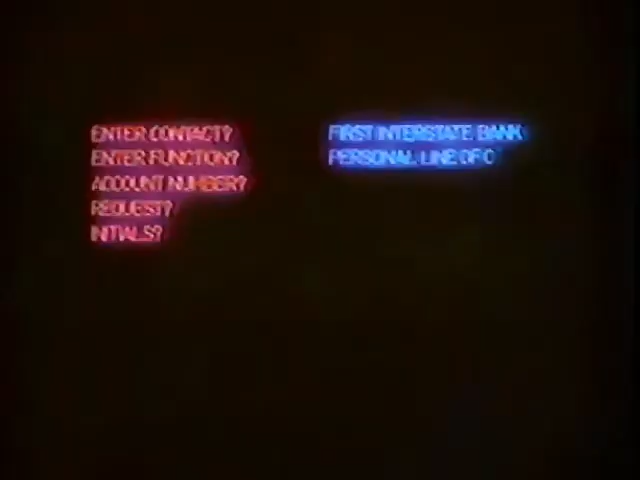 ENTER CONTACT?
ENTER FUNCTION?
ACCOUNT NUMBER?
REQUEST?
INITIALS?
FIRST INTERSTATE BANK
PERSONAL LINE OF C